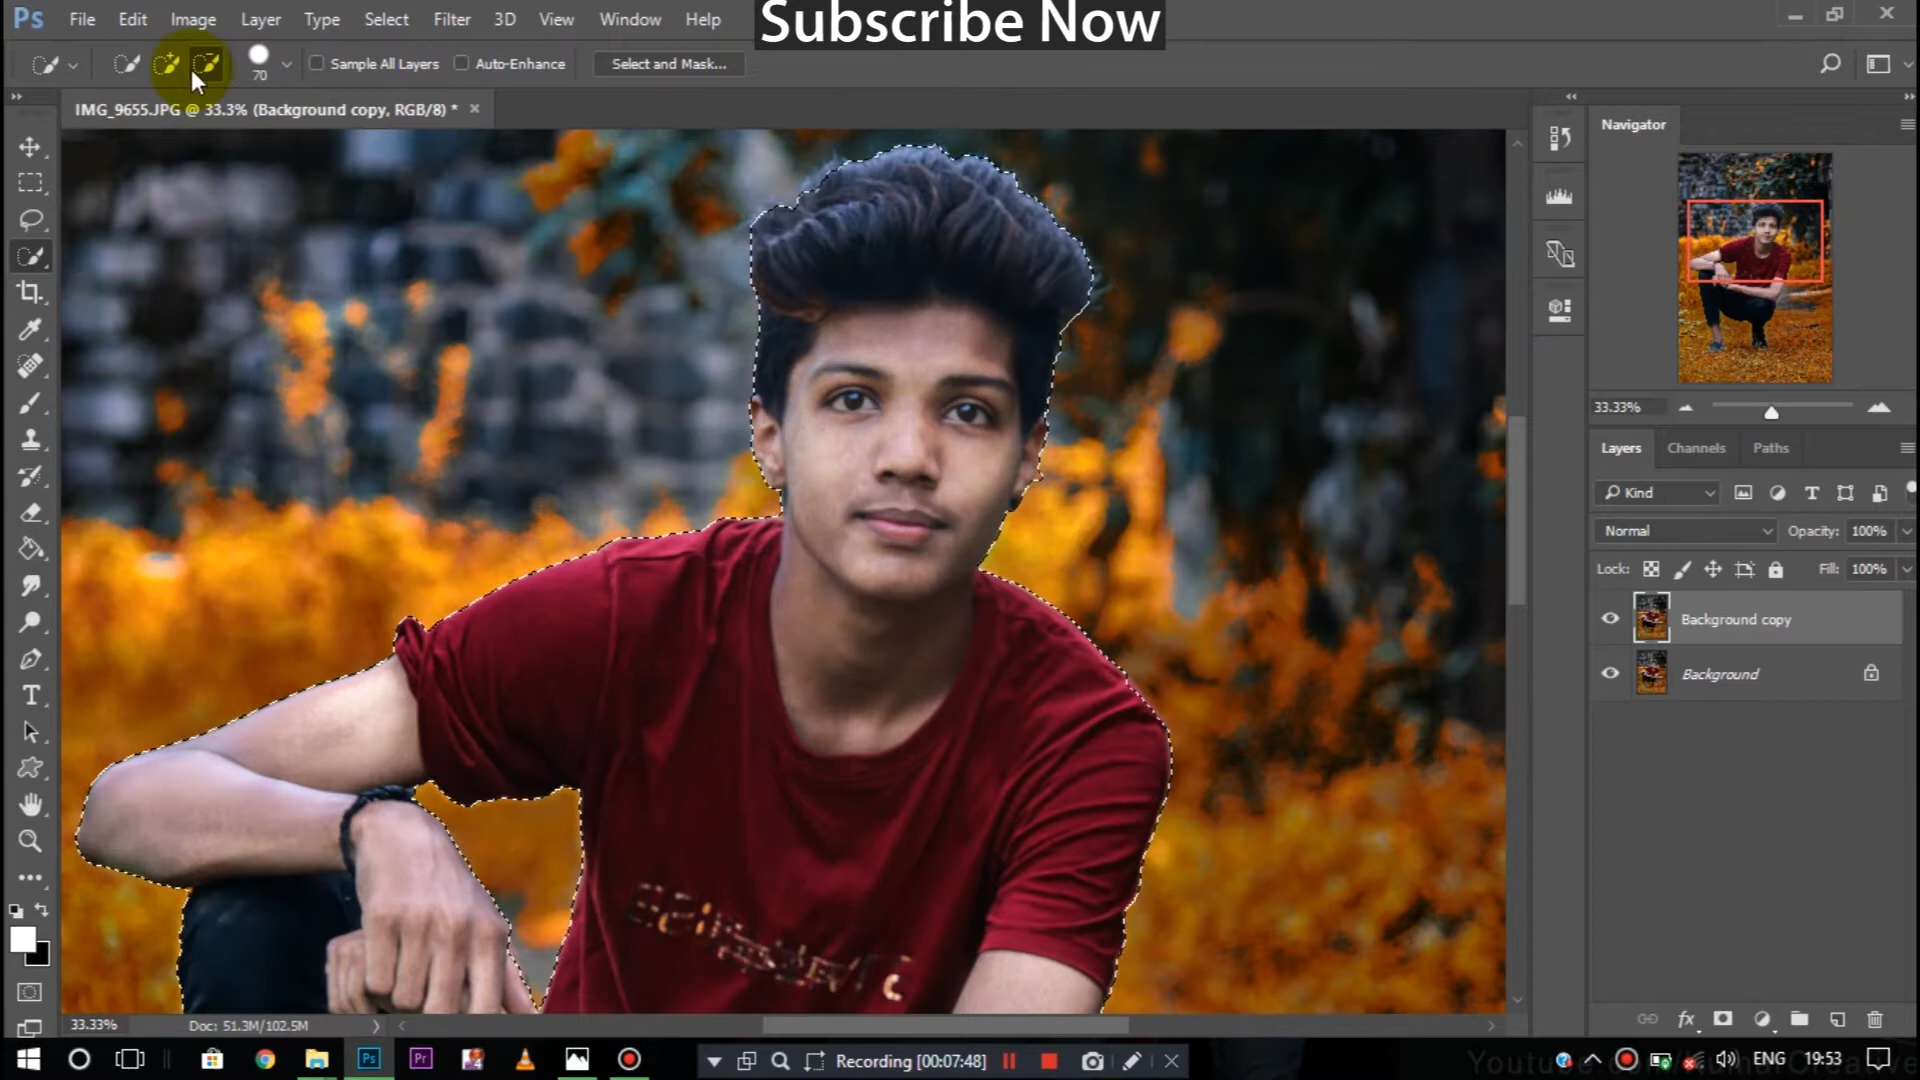 Subscribe Now
Ps File Edit Image Layer Type Select Filter 3D View Window Help
70 Sample All Layers Auto-Enhance Select and Mask...
IMG_9655.JPG @ 33.3% (Background copy, RGB/8) *
Navigator
33.33%
Layers Channels Paths
Kind
Normal Opacity: 100%
Lock: Fill: 100%
Background copy
Background
fx
33.33% Doc: 51.3M/102.5M
Ps Pr Recording [00:07:48] ENG 19:53